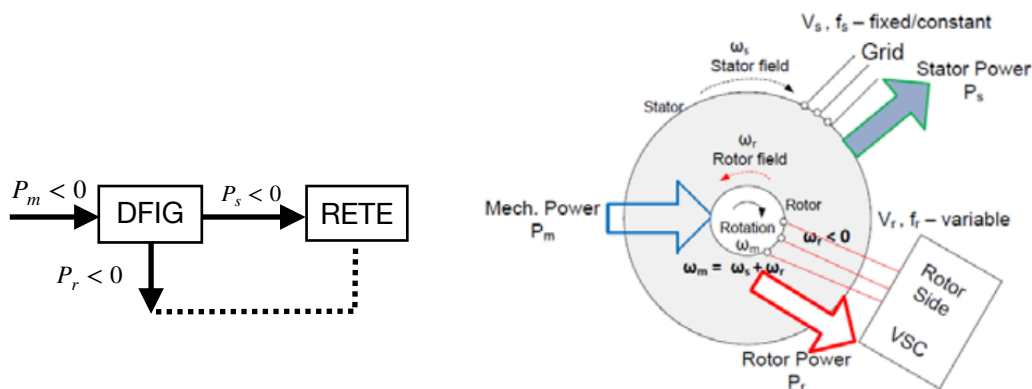 P_m < 0
DFIG
P_s < 0
RETE
P_r < 0
V_s , f_s – fixed/constant
Grid
ω_s
Stator field
Stator Power
P_s
Stator
ω_r
Rotor field
Mech. Power
P_m
Rotor
Rotation
ω_m
ω_r < 0
ω_m = ω_s + ω_r
V_r , f_r – variable
Rotor
Side
VSC
Rotor Power
P_r